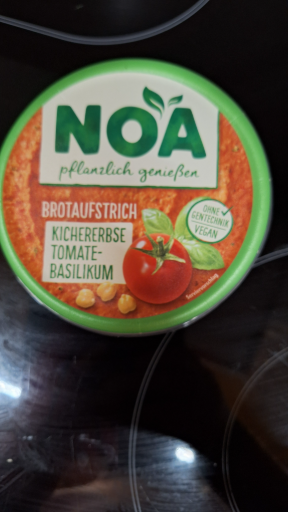 NOA
pflanzlich genießen
BROTAUFSTRICH
KICHERERBSE
TOMATE-
BASILIKUM
OHNE
GENTECHNIK
VEGAN